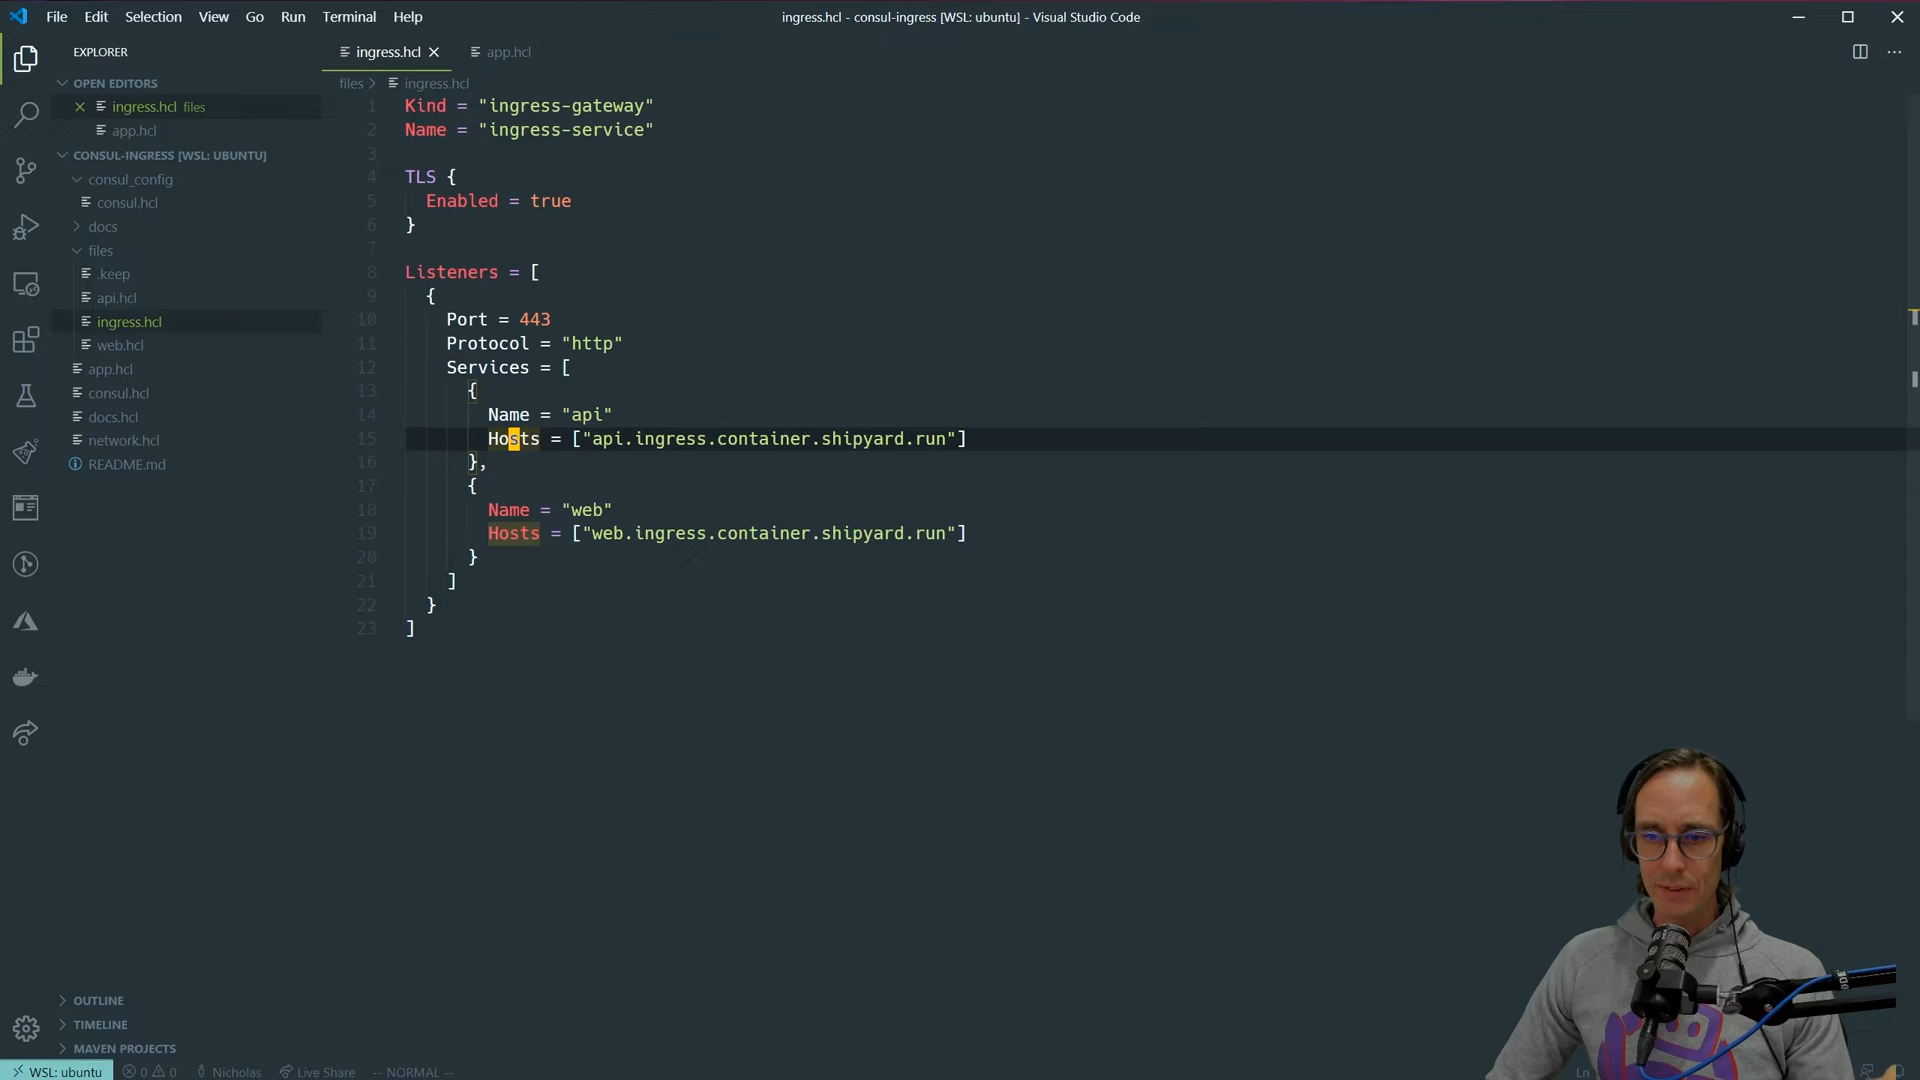 File Edit Selection View Go Run Terminal Help
ingress.hcl - consul-ingress [WSL: ubuntu] - Visual Studio Code
EXPLORER
OPEN EDITORS
ingress.hcl files
app.hcl
CONSUL-INGRESS [WSL: UBUNTU]
consul_config
consul.hcl
docs
files
.keep
api.hcl
ingress.hcl
web.hcl
app.hcl
consul.hcl
docs.hcl
network.hcl
README.md
OUTLINE
TIMELINE
MAVEN PROJECTS
ingress.hcl app.hcl
files > ingress.hcl
1 Kind = "ingress-gateway"
2 Name = "ingress-service"
3
4 TLS {
5 Enabled = true
6 }
7
8 Listeners = [
9 {
10 Port = 443
11 Protocol = "http"
12 Services = [
13 {
14 Name = "api"
15 Hosts = ["api.ingress.container.shipyard.run"]
16 },
17 {
18 Name = "web"
19 Hosts = ["web.ingress.container.shipyard.run"]
20 }
21 ]
22 }
23 ]
WSL: ubuntu 0 0 Nicholas Live Share -- NORMAL -- Ln